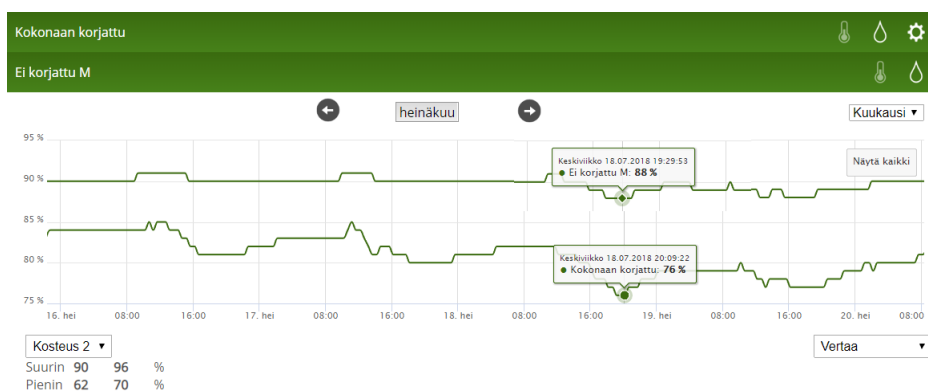 Kokonaan korjattu
Ei korjattu M
heinäkuu
Kuukausi
95 %
Näytä kaikki
Keskiviikko 18.07.2018 19:29:53
Ei korjattu M: 88 %
90 %
85 %
Keskiviikko 18.07.2018 20:09:22
Kokonaan korjattu: 76 %
80 %
75 %
16. hei 08:00 16:00 17. hei 08:00 16:00 18. hei 08:00 16:00 19. hei 08:00 16:00 20. hei 08:00
Kosteus 2 Vertaa
Suurin 90 96 %
Pienin 62 70 %